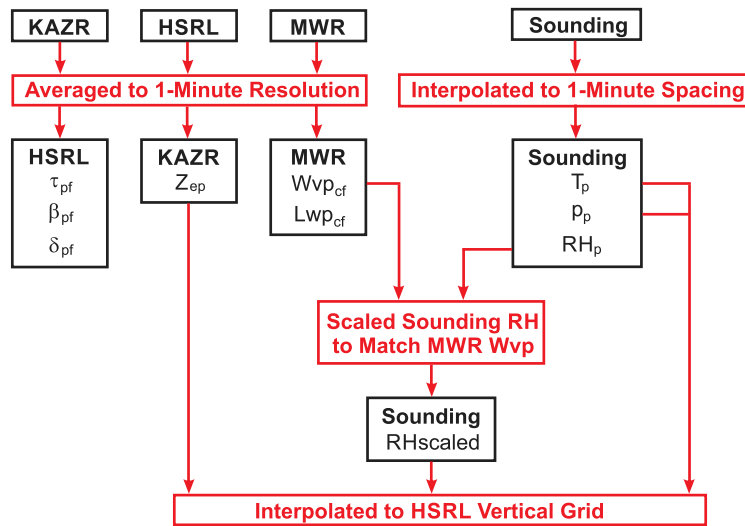 KAZR HSRL MWR Sounding
Averaged to 1-Minute Resolution
Interpolated to 1-Minute Spacing
HSRL
τpf
βpf
δpf
KAZR
Zep
MWR
Wvpcf
Lwpcf
Sounding
Tp
pp
RHp
Scaled Sounding RH
to Match MWR Wvp
Sounding
RHscaled
Interpolated to HSRL Vertical Grid